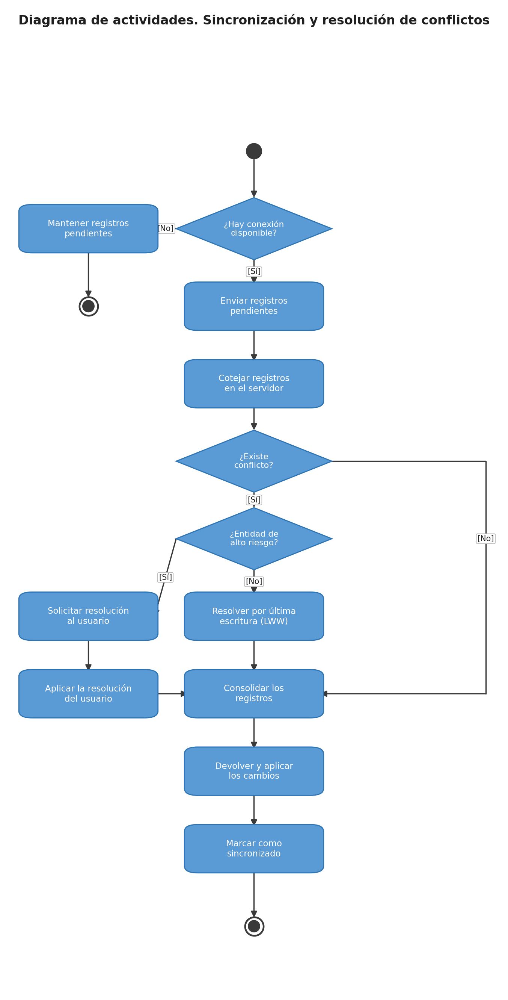 Diagrama de actividades. Sincronización y resolución de conflictos
Mantener registros
pendientes
[No]
¿Hay conexión
disponible?
[Sí]
Enviar registros
pendientes
Cotejar registros
en el servidor
¿Existe
conflicto?
[Sí]
¿Entidad de
alto riesgo?
[No]
[Sí]
[No]
Solicitar resolución
al usuario
Resolver por última
escritura (LWW)
Aplicar la resolución
del usuario
Consolidar los
registros
Devolver y aplicar
los cambios
Marcar como
sincronizado